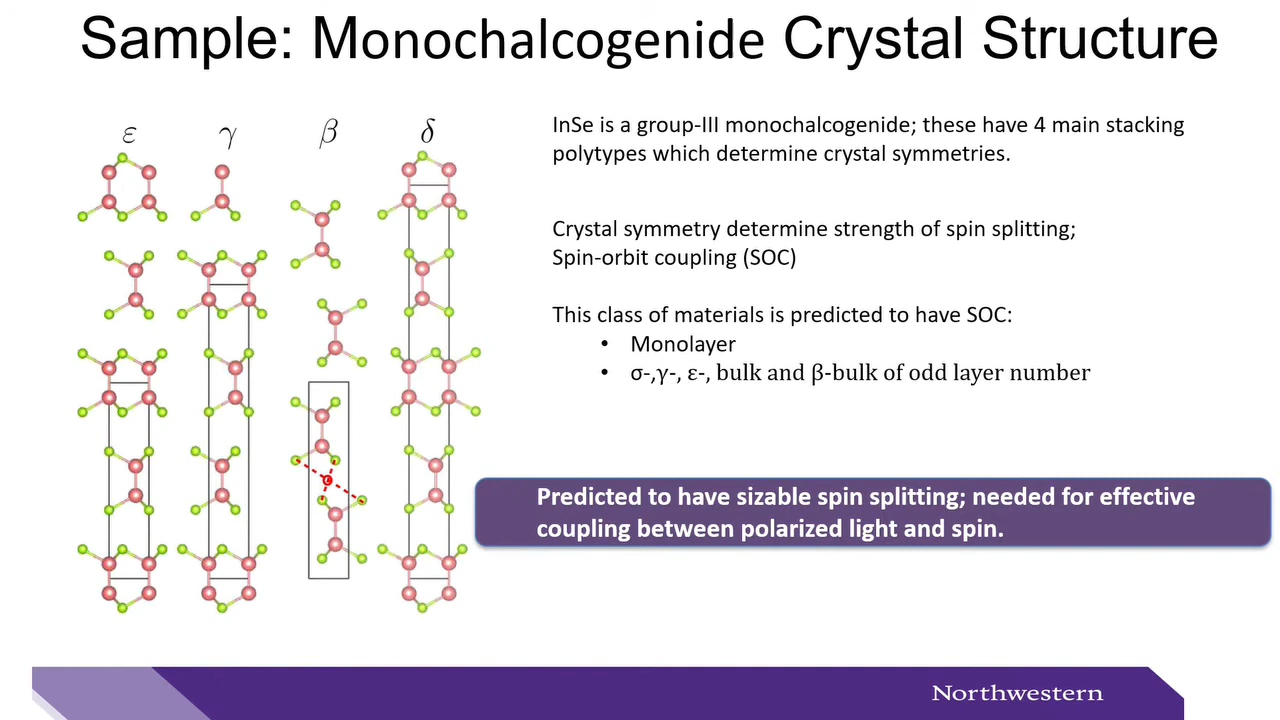 Sample: Monochalcogenide Crystal Structure
ε γ β δ
InSe is a group-III monochalcogenide; these have 4 main stacking
polytypes which determine crystal symmetries.
Crystal symmetry determine strength of spin splitting;
Spin-orbit coupling (SOC)
This class of materials is predicted to have SOC:
• Monolayer
• σ-,γ-, ε-, bulk and β-bulk of odd layer number
Predicted to have sizable spin splitting; needed for effective
coupling between polarized light and spin.
Northwestern